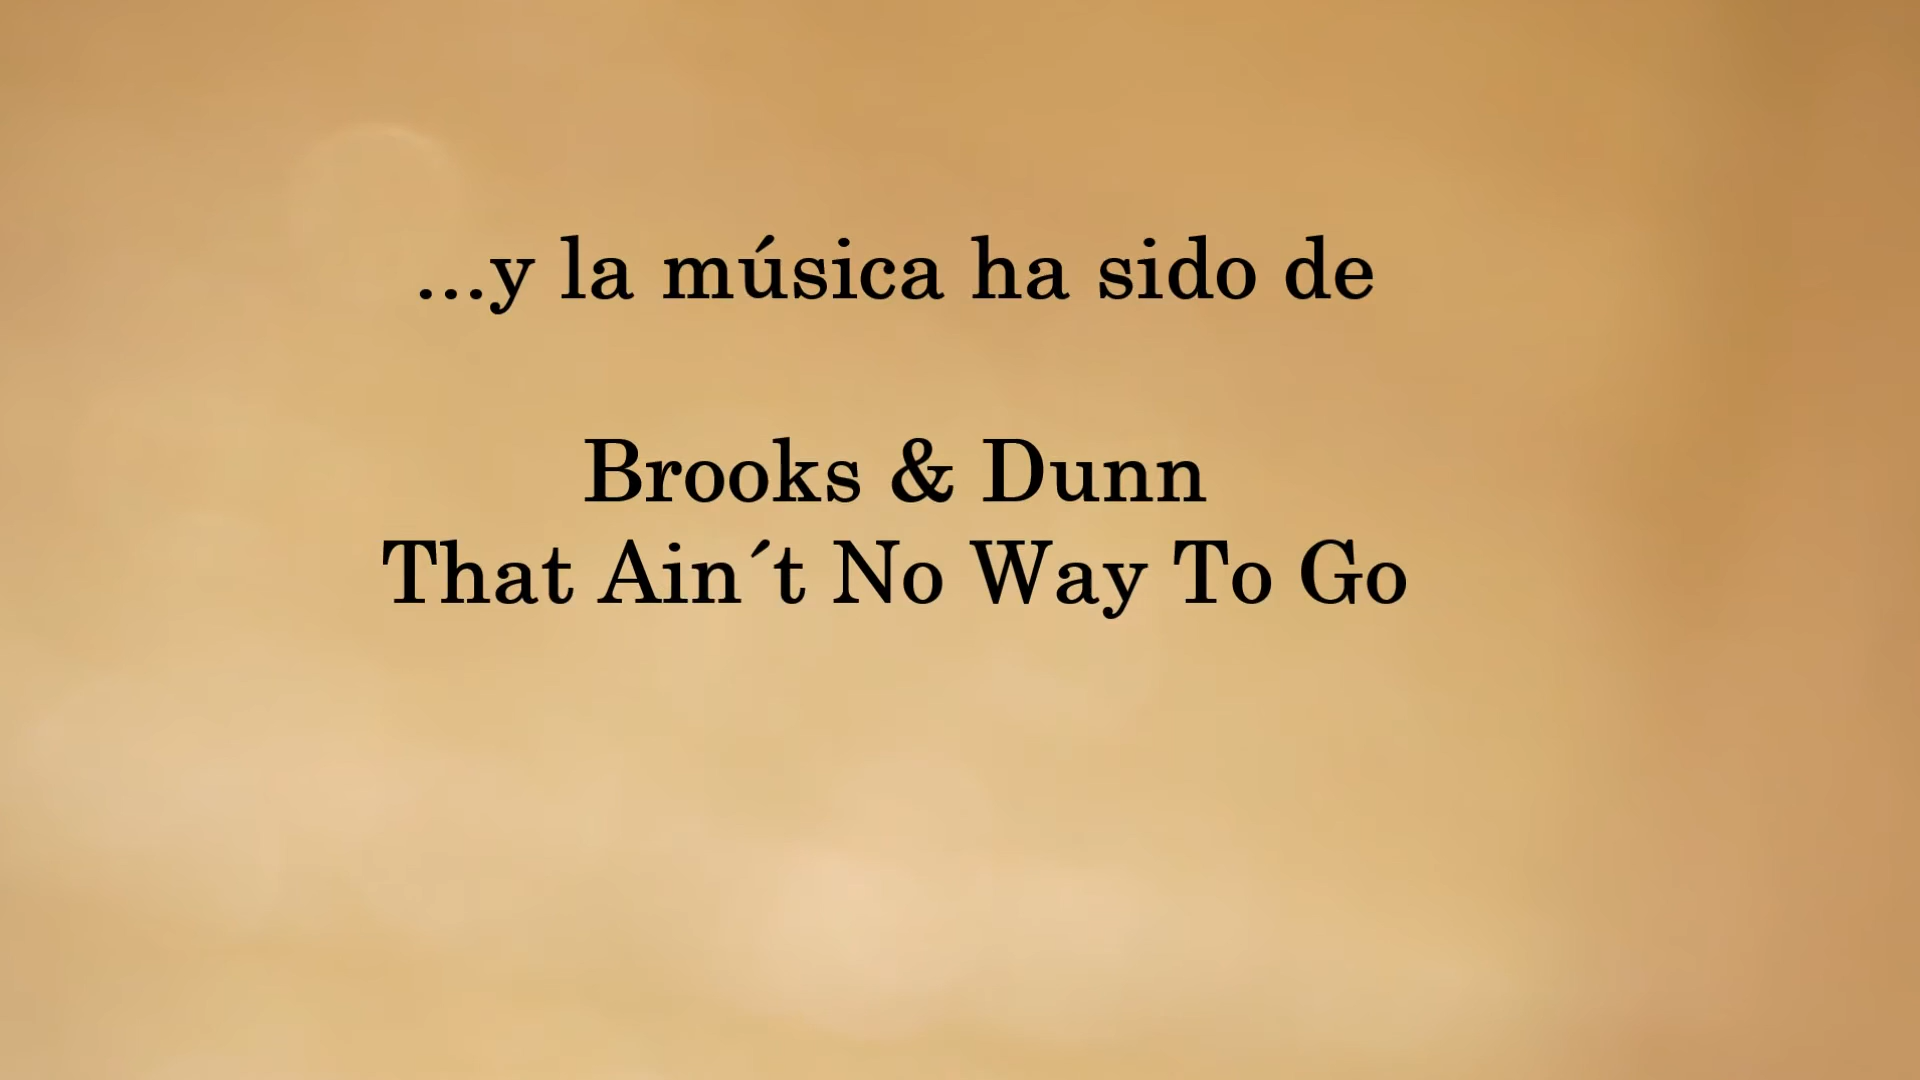 ...y la música ha sido de
Brooks & Dunn
That Ain´t No Way To Go